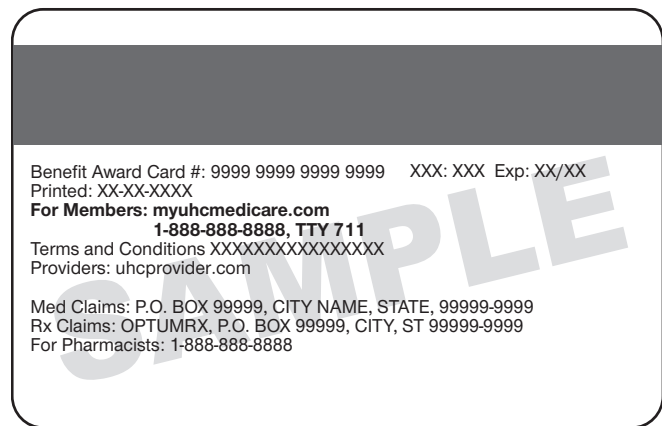 Benefit Award Card #: 9999 9999 9999 9999 XXX: XXX Exp: XX/XX
Printed: XX-XX-XXXX
For Members: myuhcmedicare.com
1-888-888-8888, TTY 711
Terms and Conditions XXXXXXXXXXXXXXXX
Providers: uhcprovider.com
Med Claims: P.O. BOX 99999, CITY NAME, STATE, 99999-9999
Rx Claims: OPTUMRX, P.O. BOX 99999, CITY, ST 99999-9999
For Pharmacists: 1-888-888-8888
SAMPLE